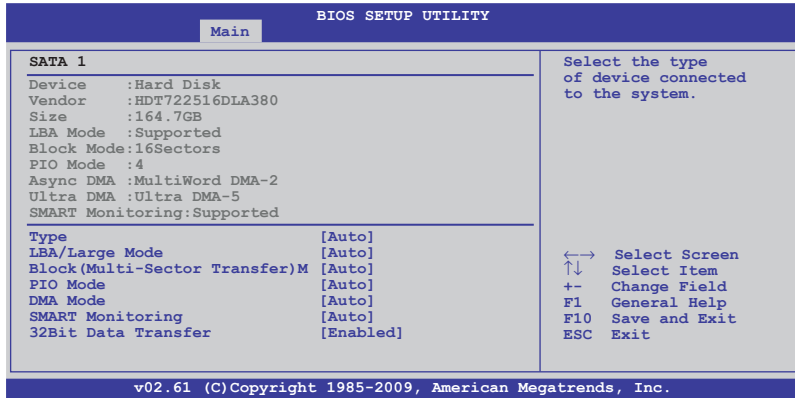 BIOS SETUP UTILITY
Main
SATA 1
Device :Hard Disk
Vendor :HDT722516DLA380
Size :164.7GB
LBA Mode :Supported
Block Mode:16Sectors
PIO Mode :4
Async DMA :MultiWord DMA-2
Ultra DMA :Ultra DMA-5
SMART Monitoring:Supported
Type [Auto]
LBA/Large Mode [Auto]
Block(Multi-Sector Transfer)M [Auto]
PIO Mode [Auto]
DMA Mode [Auto]
SMART Monitoring [Auto]
32Bit Data Transfer [Enabled]
Select the type
of device connected
to the system.
←→ Select Screen
↑↓ Select Item
+- Change Field
F1 General Help
F10 Save and Exit
ESC Exit
v02.61 (C)Copyright 1985-2009, American Megatrends, Inc.